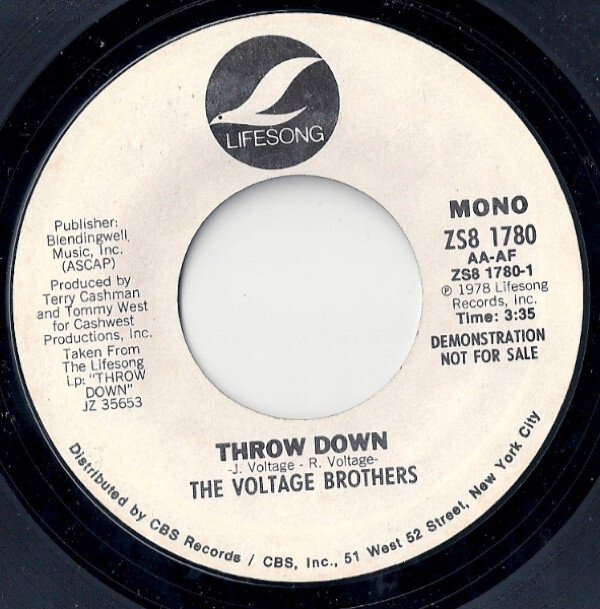 LIFESONG
Publisher:
Blendingwell
Music, Inc.
(ASCAP)
Produced by
Terry Cashman
and Tommy West
for Cashwest
Productions, Inc.
Taken From
The Lifesong
Lp: "THROW
DOWN"
JZ 35653
MONO
ZS8 1780
AA-AF
ZS8 1780-1
℗ 1978 Lifesong
Records, Inc.
Time: 3:35
DEMONSTRATION
NOT FOR SALE
THROW DOWN
-J. Voltage - R. Voltage-
THE VOLTAGE BROTHERS
Distributed by CBS Records / CBS, Inc., 51 West 52 Street, New York City